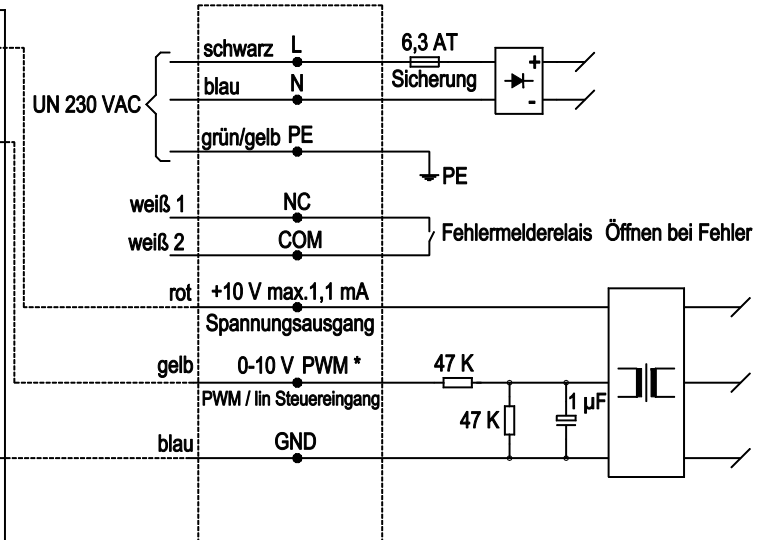 schwarz L
6,3 AT
Sicherung
+
-
blau N
UN 230 VAC
grün/gelb PE
PE
weiß 1 NC
weiß 2 COM
Fehlermelderelais Öffnen bei Fehler
rot +10 V max.1,1 mA
Spannungsausgang
gelb 0-10 V PWM *
PWM / lin Steuereingang
47 K
47 K
1 µF
blau GND